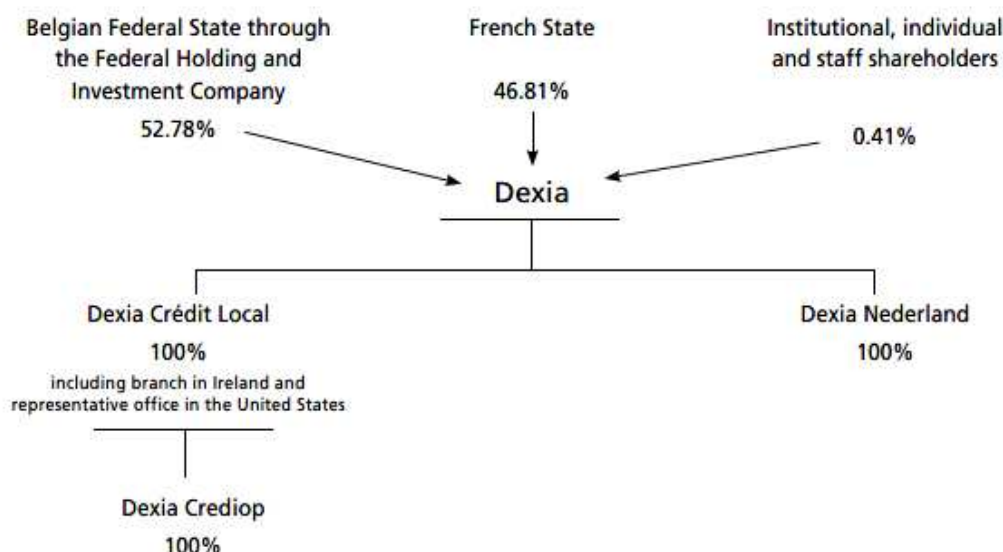 Belgian Federal State through
the Federal Holding and
Investment Company
52.78%
French State
46.81%
Institutional, individual
and staff shareholders
0.41%
Dexia
Dexia Crédit Local
100%
including branch in Ireland and
representative office in the United States
Dexia Nederland
100%
Dexia Crediop
100%